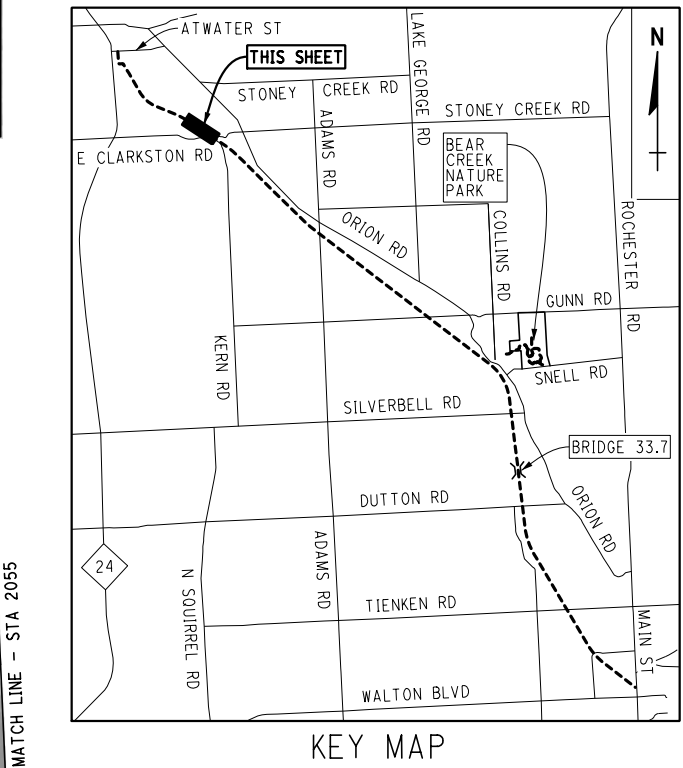 ATWATER ST
THIS SHEET
LAKE GEORGE RD
N
STONEY CREEK RD
STONEY CREEK RD
ADAMS RD
BEAR
CREEK
NATURE
PARK
E CLARKSTON RD
ORION RD
COLLINS RD
ROCHESTER RD
GUNN RD
KERN RD
SNELL RD
SILVERBELL RD
BRIDGE 33.7
DUTTON RD
ORION RD
ADAMS RD
24
N SQUIRREL RD
TIENKEN RD
MAIN ST
WALTON BLVD
MATCH LINE - STA 2055
KEY MAP